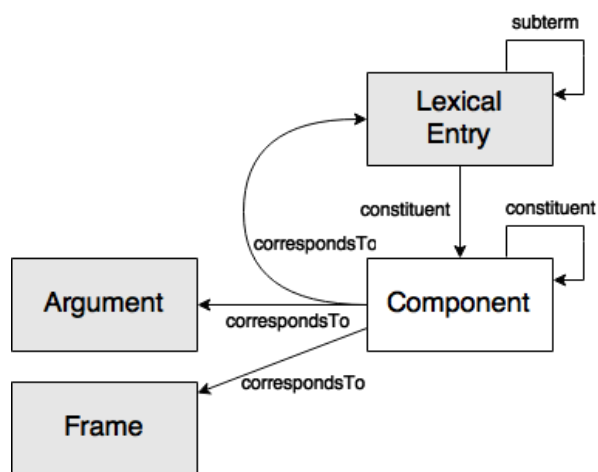 subterm
Lexical
Entry
constituent
constituent
correspondsTo
Argument
Component
correspondsTo
correspondsTo
Frame